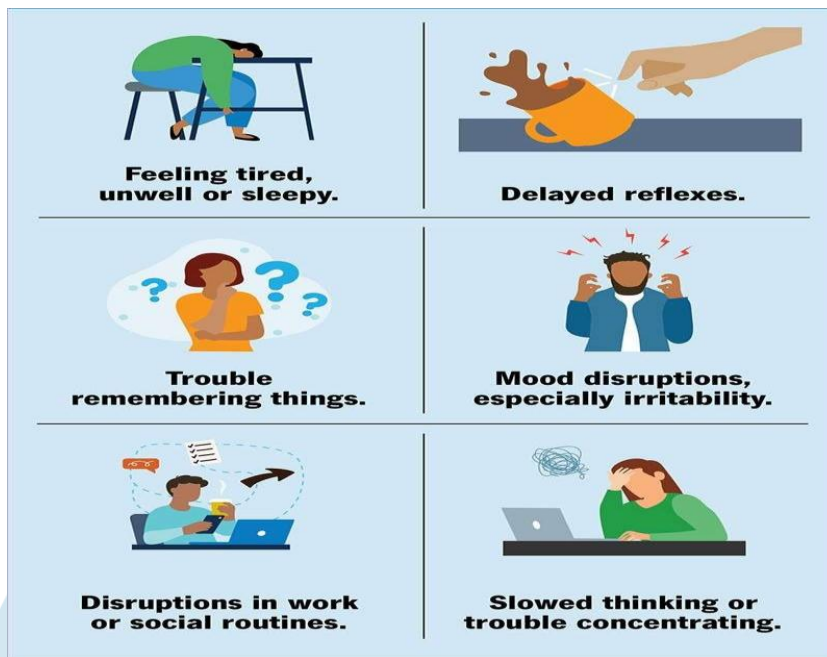 Feeling tired,
unwell or sleepy.
Delayed reflexes.
Trouble
remembering things.
Mood disruptions,
especially irritability.
Disruptions in work
or social routines.
Slowed thinking or
trouble concentrating.